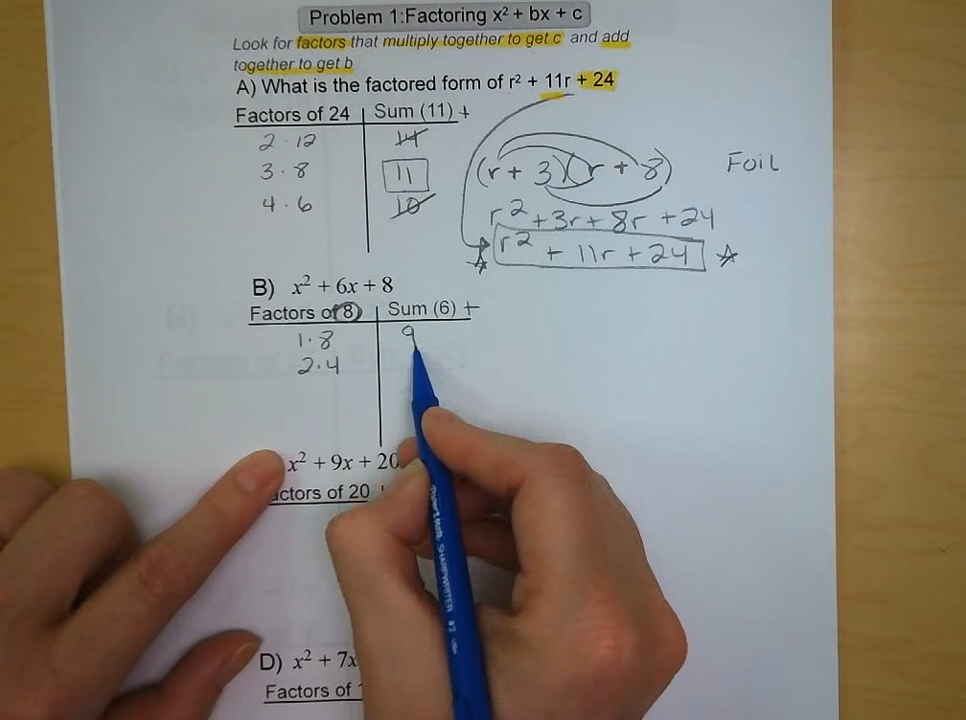 Problem 1:Factoring x² + bx + c
Look for factors that multiply together to get c and add
together to get b
A) What is the factored form of r² + 11r + 24
Factors of 24 Sum (11) +
2 · 12 14
3 · 8 11
4 · 6 10
(r + 3)(r + 8) FOIL
r² + 3r + 8r + 24
r² + 11r + 24
B) x² + 6x + 8
Factors of 8 Sum (6) +
1 · 8 9
2 · 4
x² + 9x + 20
actors of 20
D) x² + 7x
Factors of